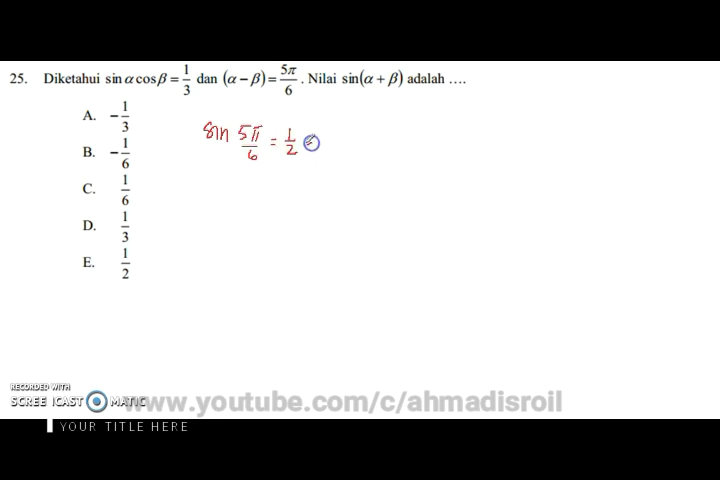 25. Diketahui sin α cos β = 1/3 dan (α − β) = 5π/6 . Nilai sin(α + β) adalah ….
A. −1/3
B. −1/6
C. 1/6
D. 1/3
E. 1/2
sin 5π/6 = 1/2
RECORDED WITH
SCREENCAST MATIC
www.youtube.com/c/ahmadisroil
YOUR TITLE HERE